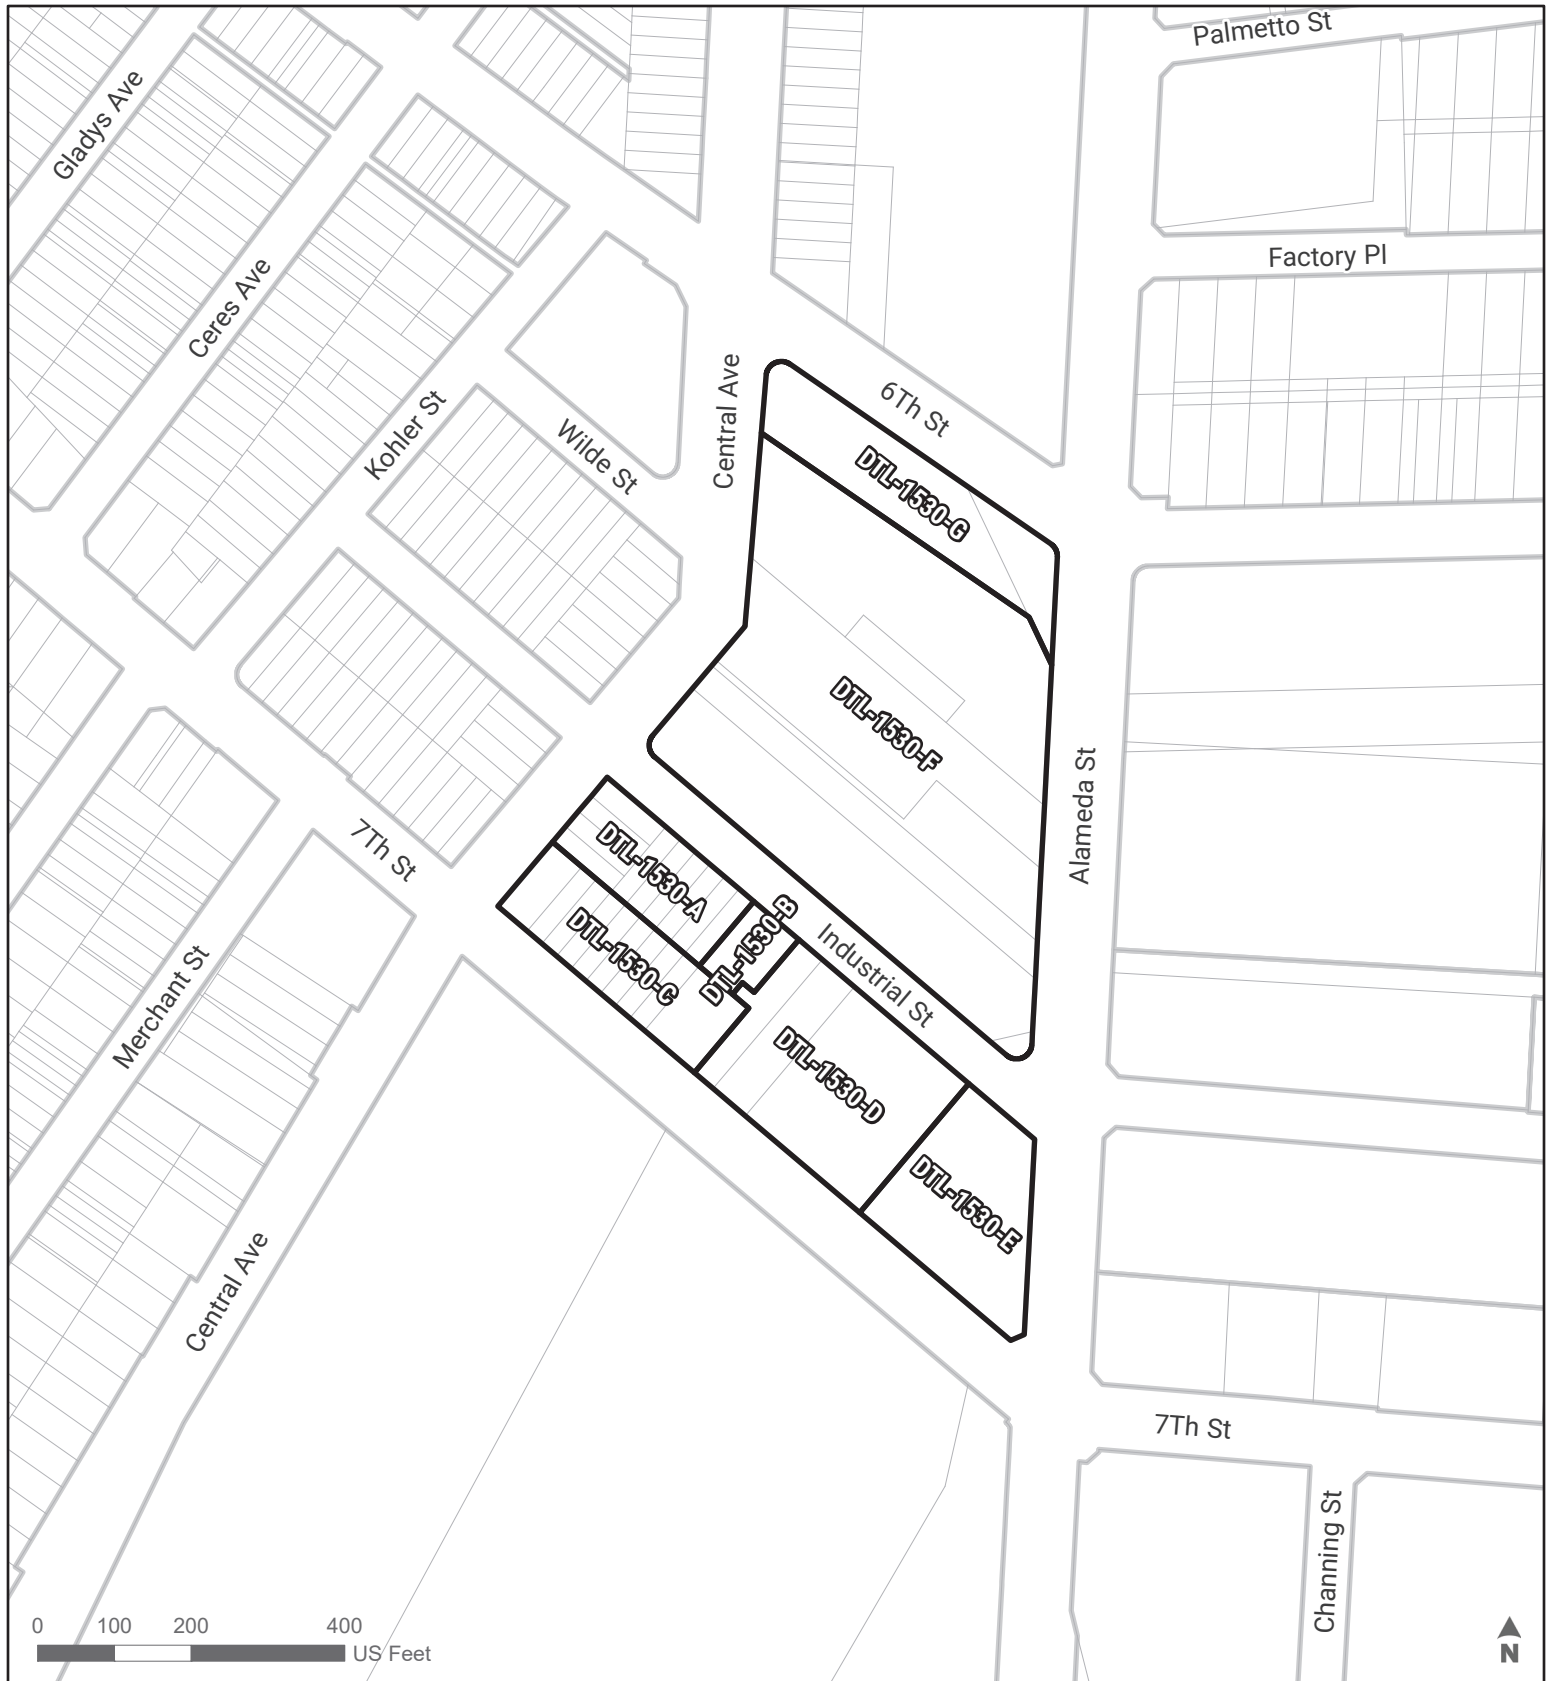 Palmetto St
Gladys Ave
Factory Pl
Ceres Ave
Central Ave
6Th St
Kohler St
Wilde St
DTL-1530-G
DTL-1530-F
Alameda St
7Th St
DTL-1530-A
DTL-1530-B
DTL-1530-C
Industrial St
Merchant St
DTL-1530-D
DTL-1530-E
Central Ave
7Th St
Channing St
0 100 200 400
US Feet
N